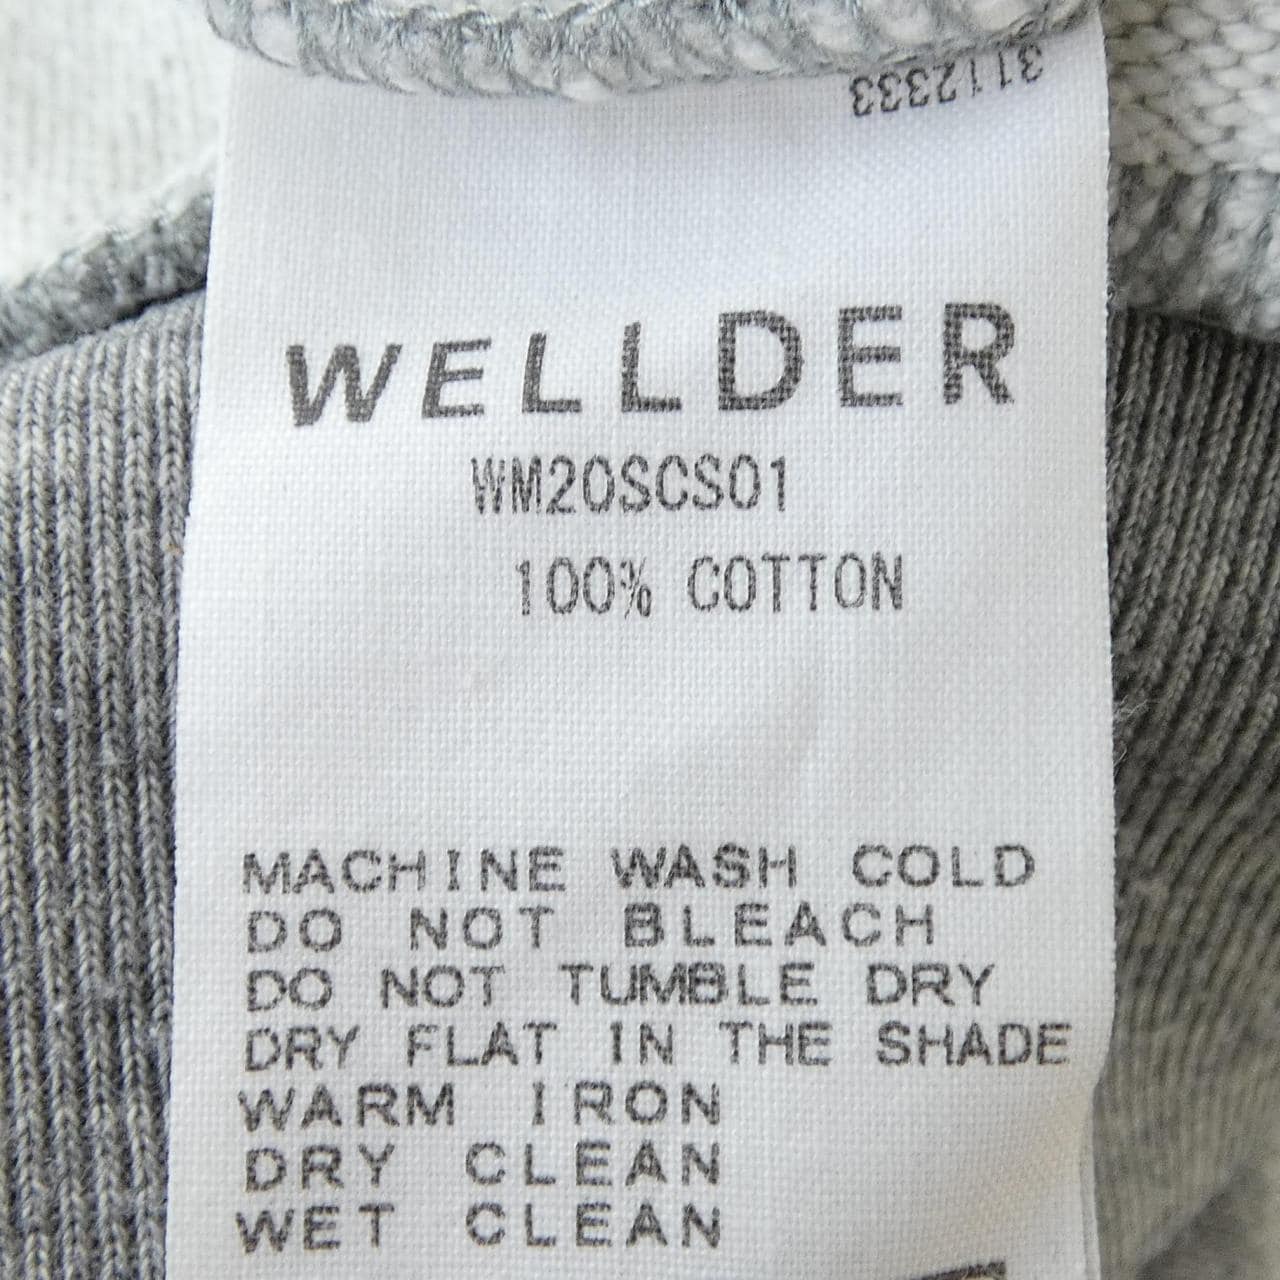 3112333
WELLDER
WM20SCS01
100% COTTON
MACHINE WASH COLD
DO NOT BLEACH
DO NOT TUMBLE DRY
DRY FLAT IN THE SHADE
WARM IRON
DRY CLEAN
WET CLEAN